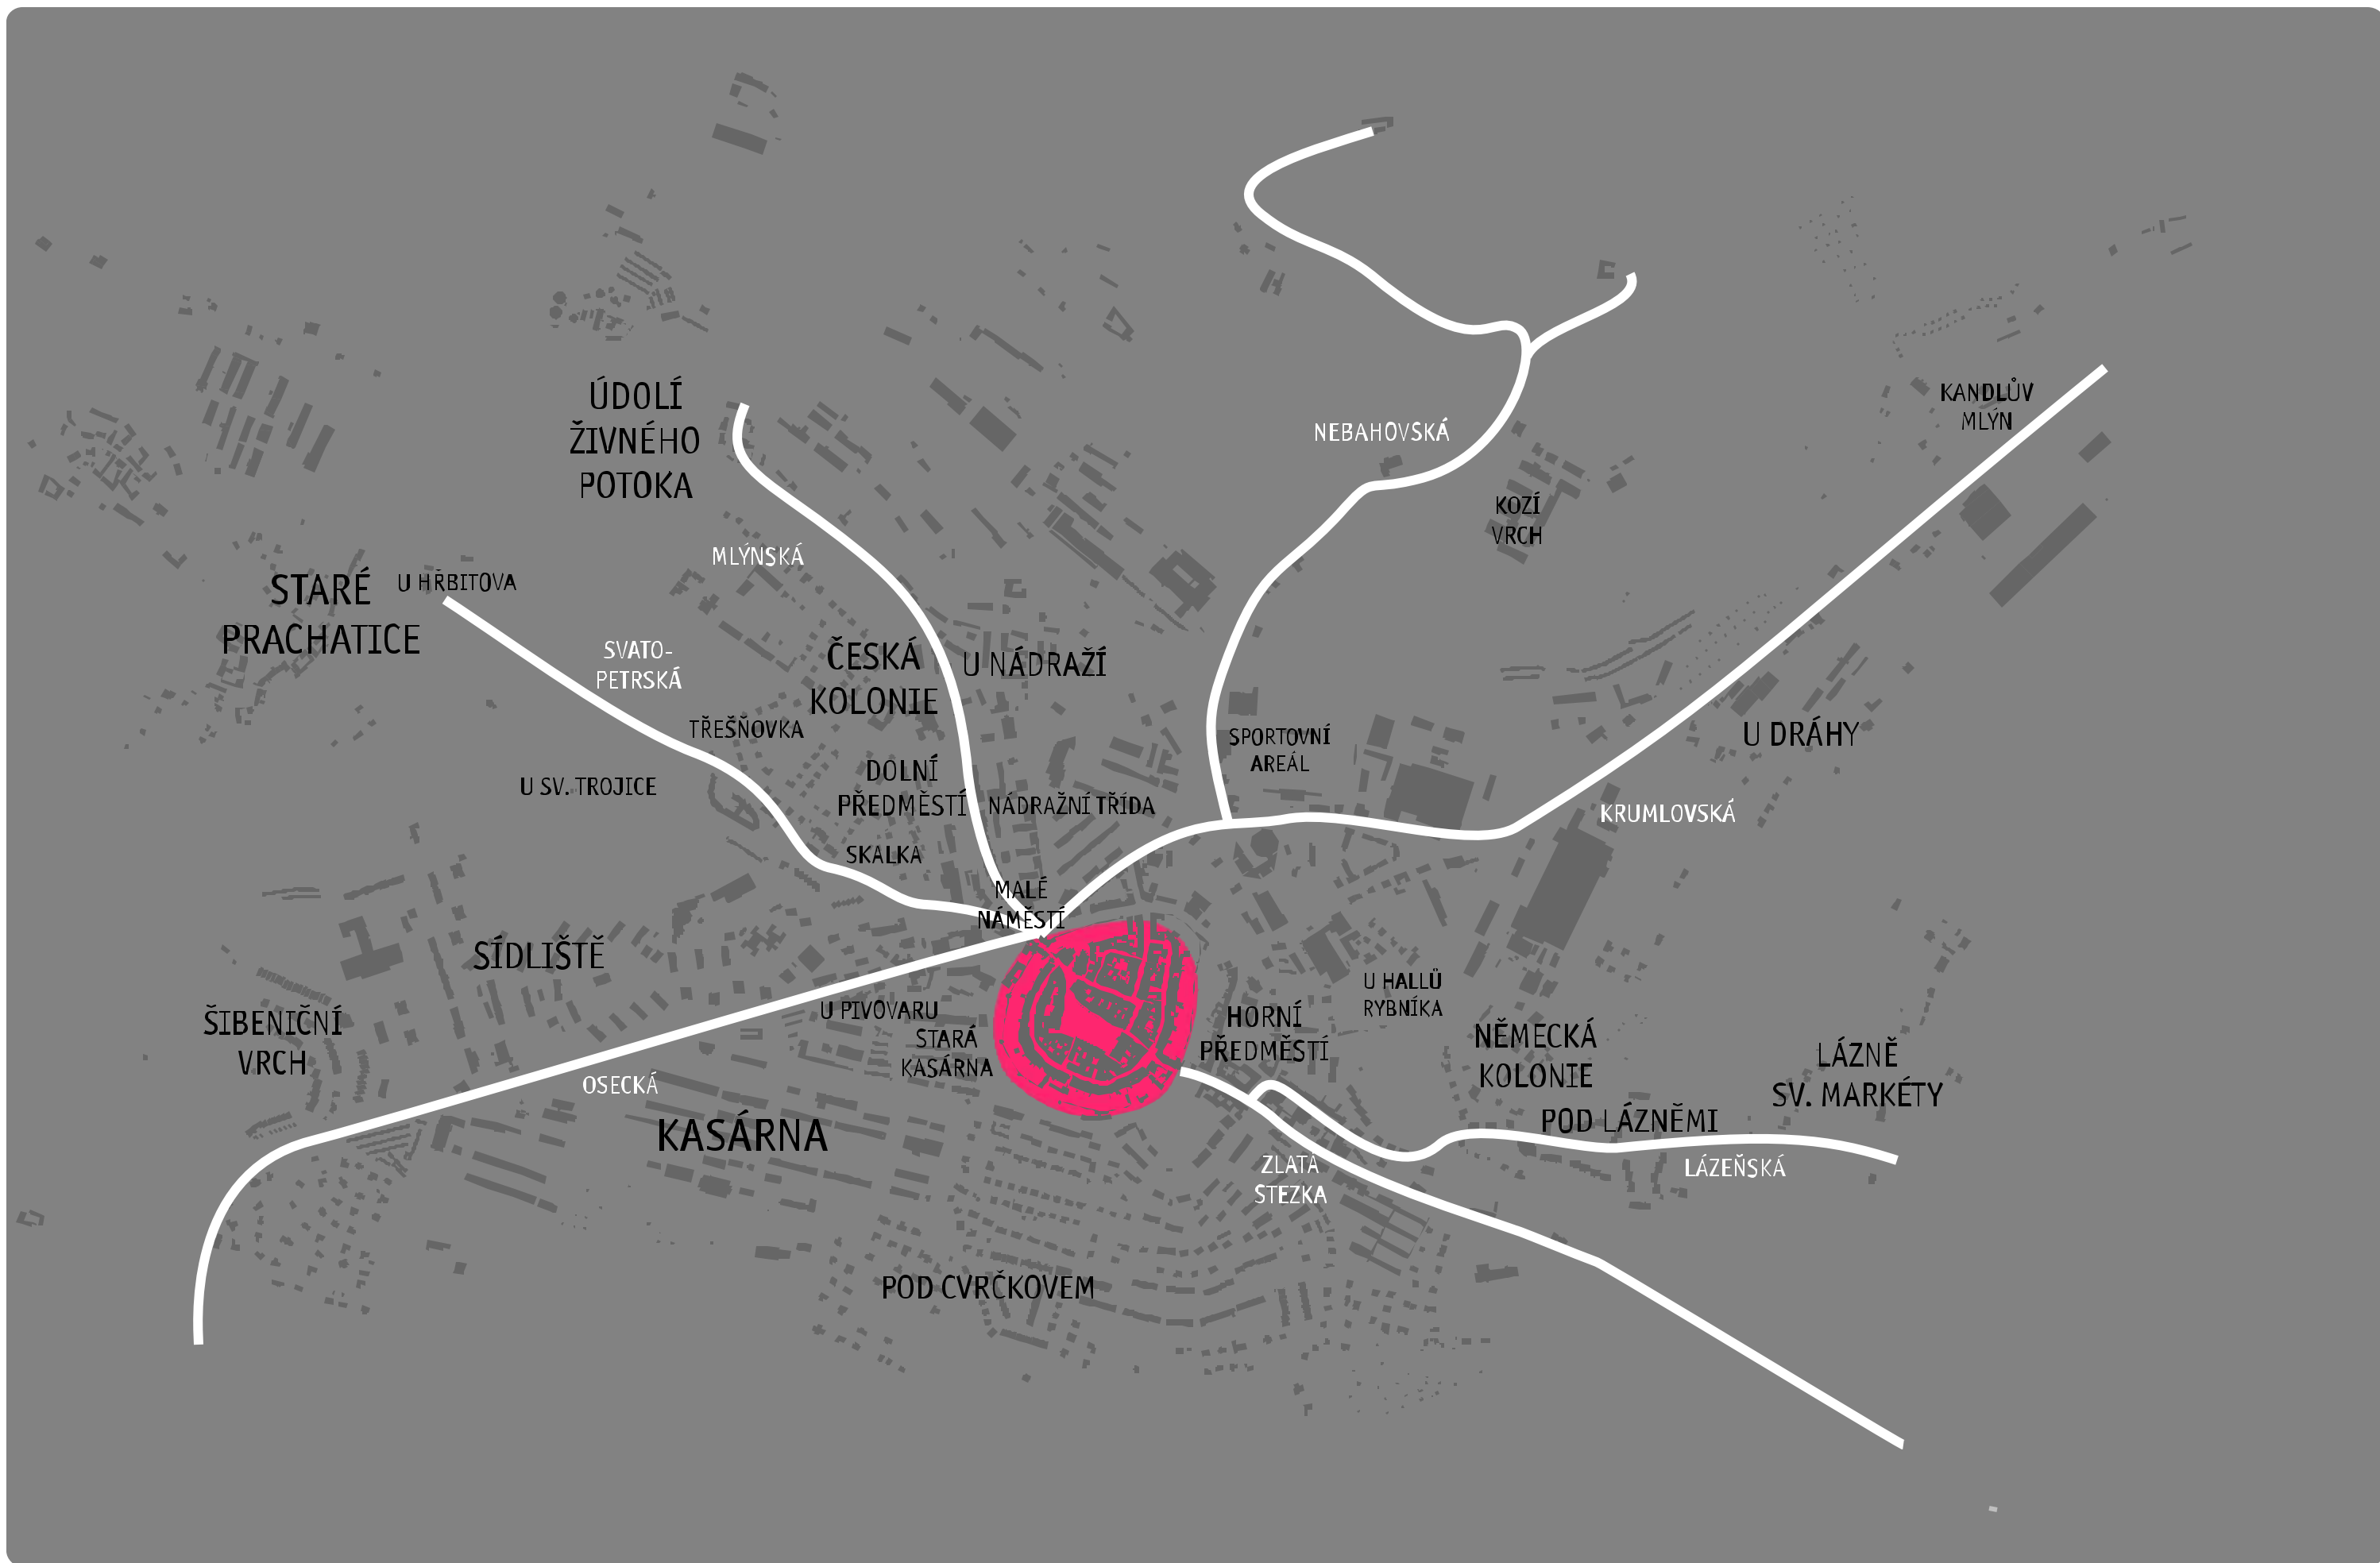 ÚDOLÍ
ŽIVNÉHO
POTOKA
KANDLŮV
MLÝN
NEBAHOVSKÁ
KOZÍ
VRCH
MLÝNSKÁ
STARÉ
PRACHATICE
U HŘBITOVA
SVATO-
PETRSKÁ
ČESKÁ
KOLONIE
U NÁDRAŽÍ
TŘEŠŇOVKA
SPORTOVNÍ
AREÁL
U DRÁHY
U SV. TROJICE
DOLNÍ
PŘEDMĚSTÍ
NÁDRAŽNÍ TŘÍDA
KRUMLOVSKÁ
SKALKA
MALÉ
NÁMĚSTÍ
SÍDLIŠTĚ
ŠIBENIČNÍ
VRCH
U PIVOVARU
STARÁ
KASÁRNA
HORNÍ
PŘEDMĚSTÍ
U HALLŮ
RYBNÍKA
NĚMECKÁ
KOLONIE
LÁZNĚ
SV. MARKÉTY
OSECKÁ
KASÁRNA
POD LÁZNĚMI
ZLATÁ
STEZKA
LÁZEŇSKÁ
POD CVRČKOVEM